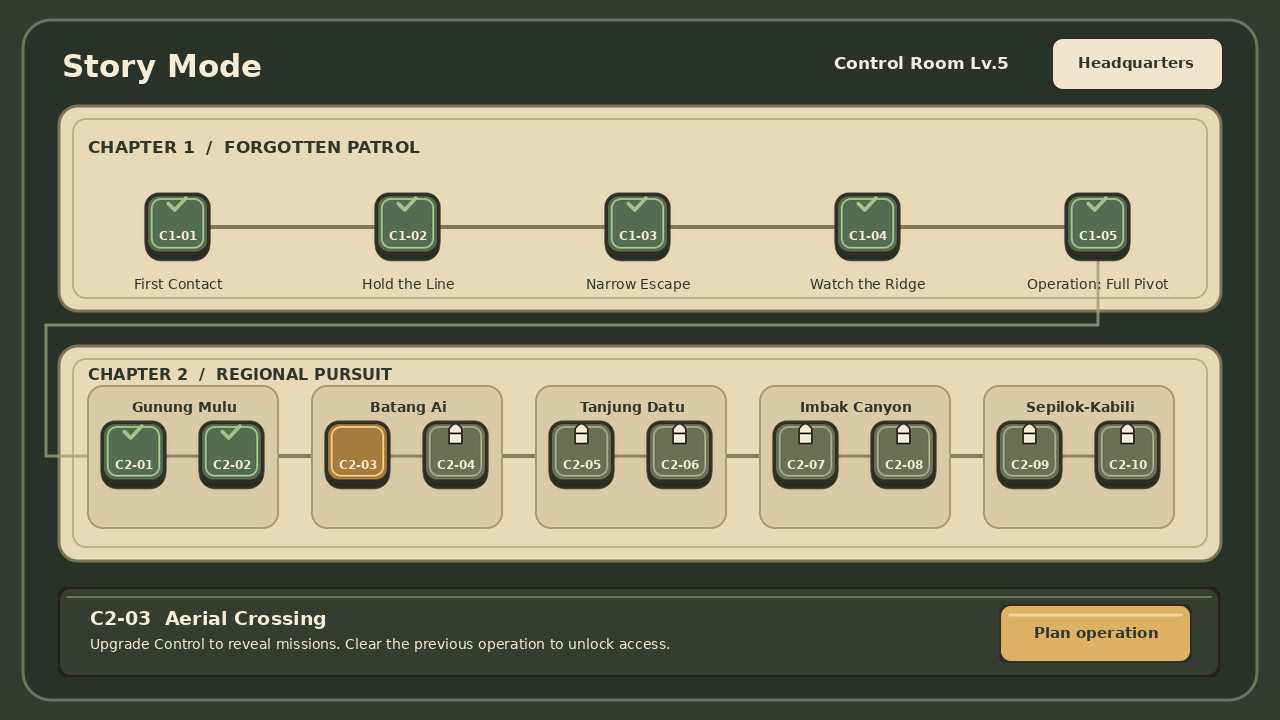 Story Mode
Control Room Lv.5
Headquarters
CHAPTER 1 / FORGOTTEN PATROL
C1-01
C1-02
C1-03
C1-04
C1-05
First Contact
Hold the Line
Narrow Escape
Watch the Ridge
Operation: Full Pivot
CHAPTER 2 / REGIONAL PURSUIT
Gunung Mulu
Batang Ai
Tanjung Datu
Imbak Canyon
Sepilok-Kabili
C2-01
C2-02
C2-03
C2-04
C2-05
C2-06
C2-07
C2-08
C2-09
C2-10
C2-03 Aerial Crossing
Upgrade Control to reveal missions. Clear the previous operation to unlock access.
Plan operation